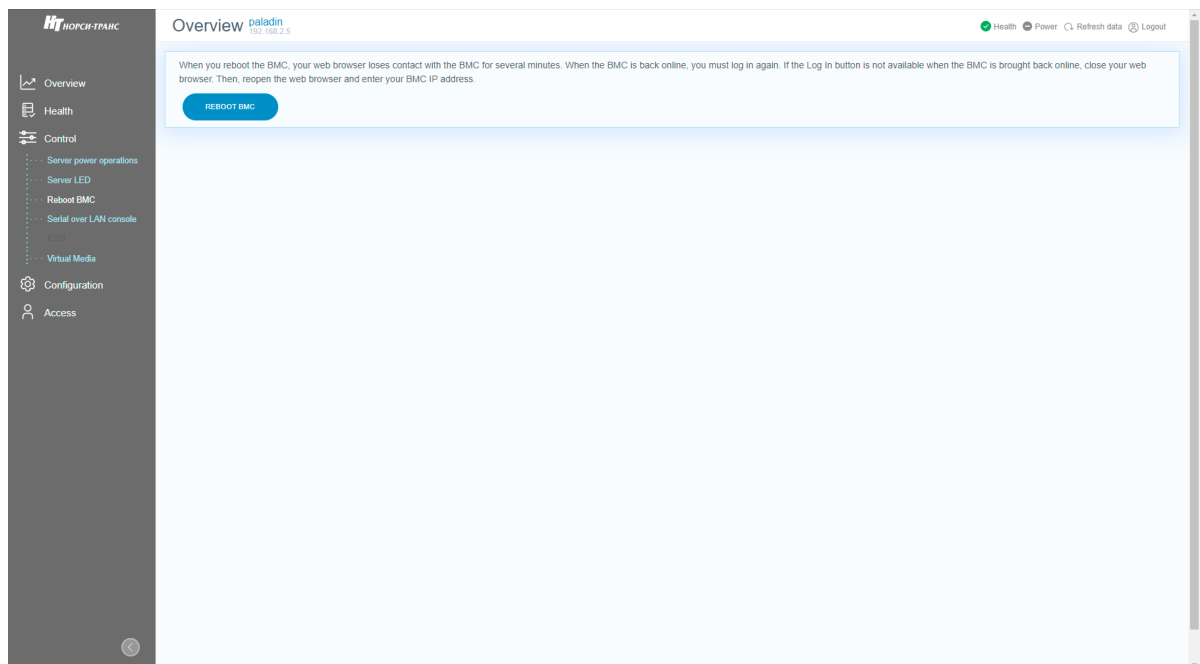 НТ НОРСИ-ТРАНС
Overview paladin
192.168.2.5
Health Power Refresh data Logout
Overview
Health
Control
Server power operations
Server LED
Reboot BMC
Serial over LAN console
KVM
Virtual Media
Configuration
Access
When you reboot the BMC, your web browser loses contact with the BMC for several minutes. When the BMC is back online, you must log in again. If the Log In button is not available when the BMC is brought back online, close your web
browser. Then, reopen the web browser and enter your BMC IP address.
REBOOT BMC